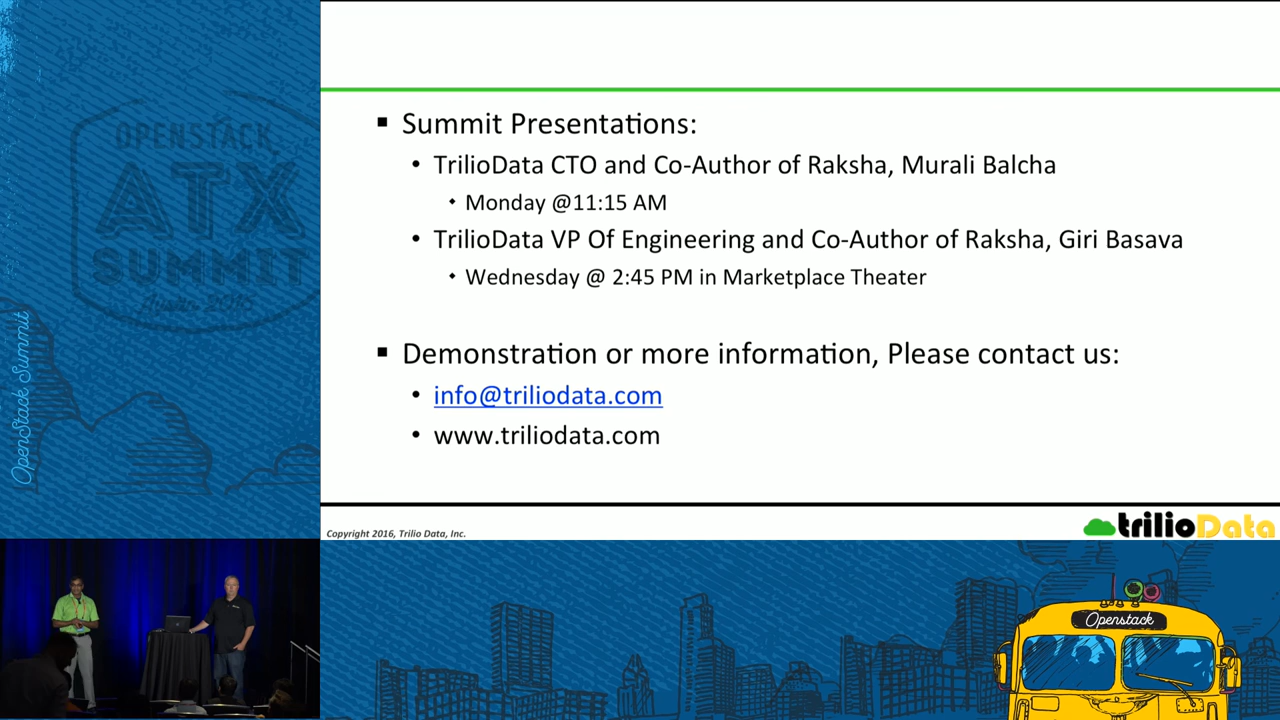 OPENSTACK
ATX
SUMMIT
Austin 2016
OpenStack Summit
▪ Summit Presentations:
• TrilioData CTO and Co-Author of Raksha, Murali Balcha
• Monday @11:15 AM
• TrilioData VP Of Engineering and Co-Author of Raksha, Giri Basava
• Wednesday @ 2:45 PM in Marketplace Theater
▪ Demonstration or more information, Please contact us:
• info@triliodata.com
• www.triliodata.com
Copyright 2016, Trilio Data, Inc.
trilioData
Openstack